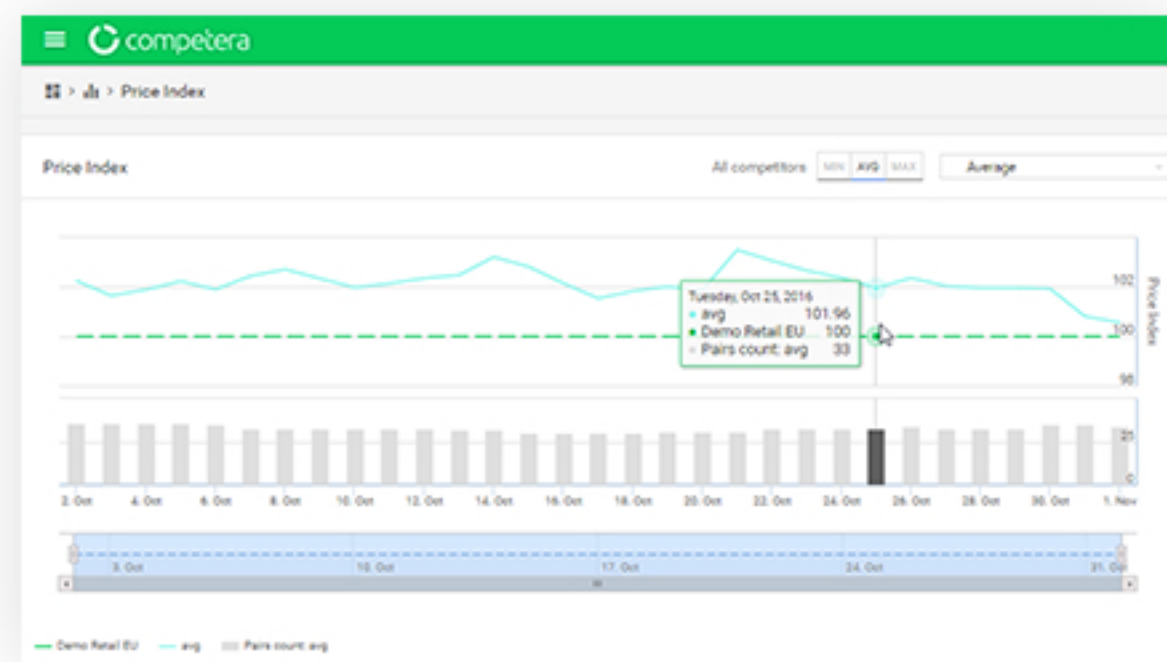 competera
> > Price Index
Price Index
All competitors MIN AVG MAX Average
102
100
98
Price Index
Tuesday, Oct 25, 2016
avg 101.96
Demo Retail EU 100
Pairs count: avg 33
25
0
2. Oct 4. Oct 6. Oct 8. Oct 10. Oct 12. Oct 14. Oct 16. Oct 18. Oct 20. Oct 22. Oct 24. Oct 26. Oct 28. Oct 30. Oct 1. Nov
3. Oct 10. Oct 17. Oct 24. Oct 31. Oct
Demo Retail EU avg Pairs count: avg